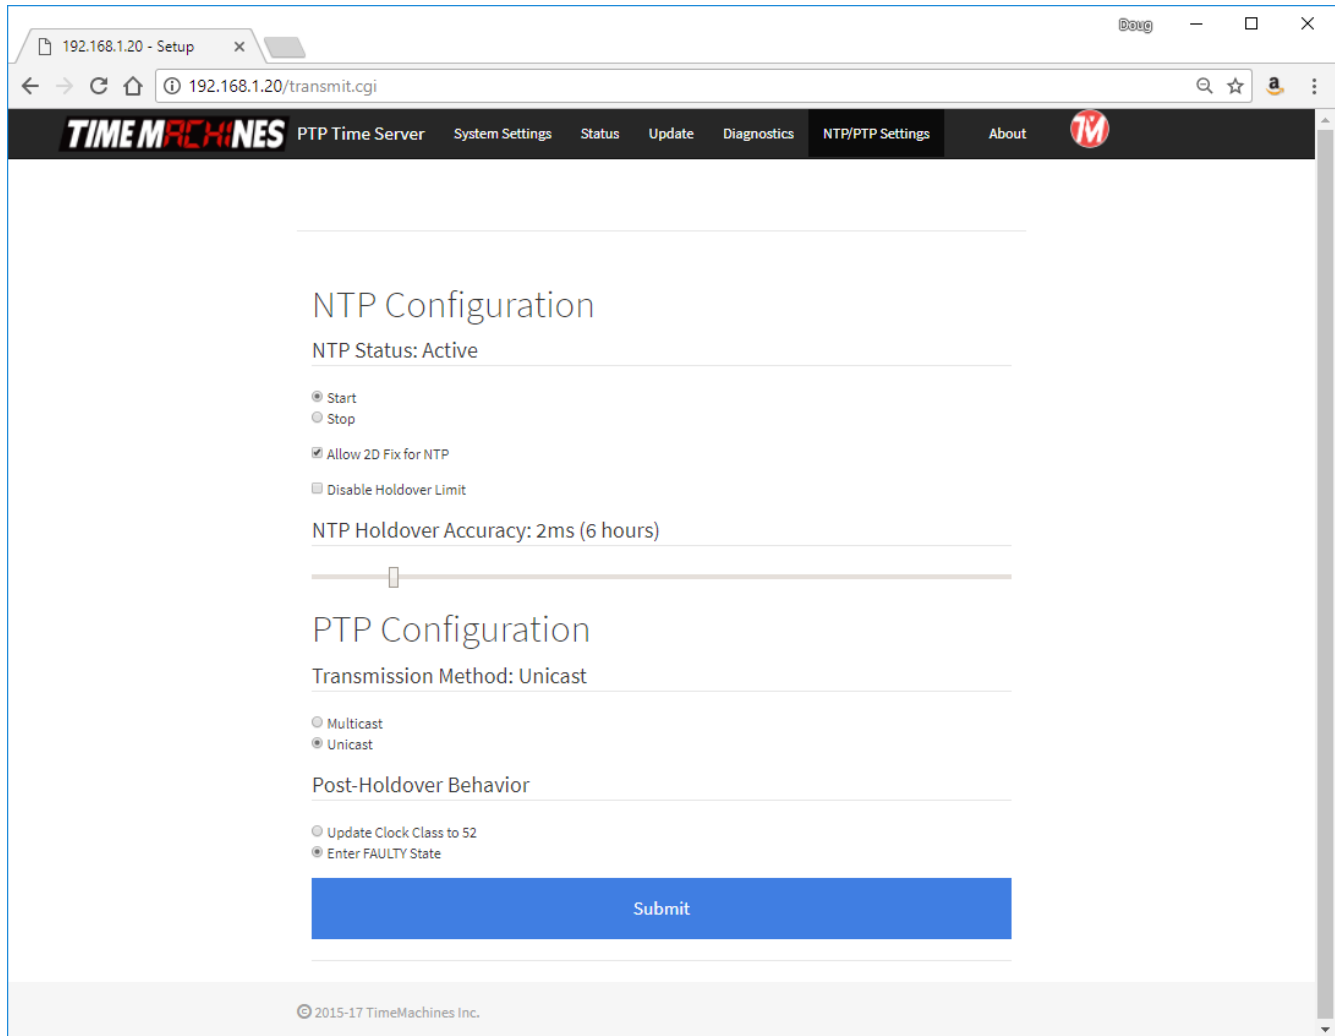 Doug
192.168.1.20 - Setup
192.168.1.20/transmit.cgi
TIME MACHINES PTP Time Server System Settings Status Update Diagnostics NTP/PTP Settings About TM
NTP Configuration
NTP Status: Active
Start
Stop
Allow 2D Fix for NTP
Disable Holdover Limit
NTP Holdover Accuracy: 2ms (6 hours)
PTP Configuration
Transmission Method: Unicast
Multicast
Unicast
Post-Holdover Behavior
Update Clock Class to 52
Enter FAULTY State
Submit
© 2015-17 TimeMachines Inc.